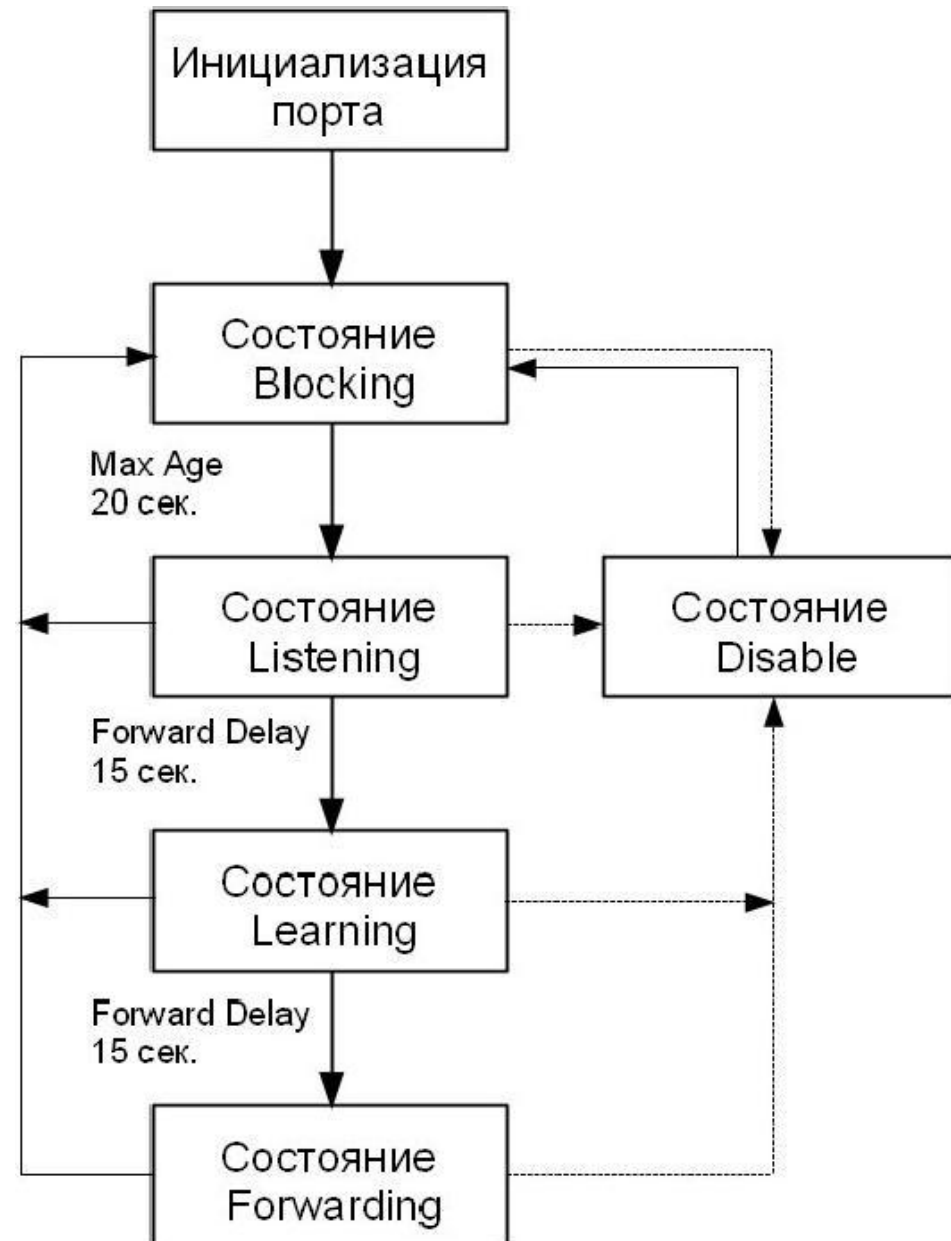 Инициализация
порта
Состояние
Blocking
Max Age
20 сек.
Состояние
Listening
Состояние
Disable
Forward Delay
15 сек.
Состояние
Learning
Forward Delay
15 сек.
Состояние
Forwarding